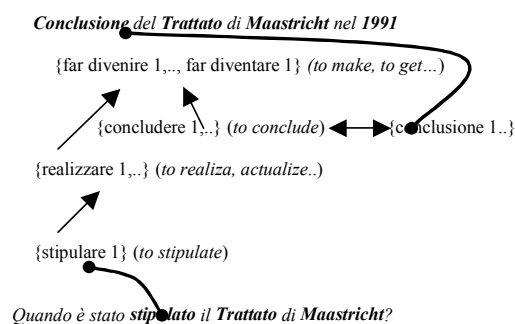 Conclusione del Trattato di Maastricht nel 1991
{far divenire 1,.., far diventare 1} (to make, to get…)
{concludere 1,..} (to conclude) {conclusione 1..}
{realizzare 1,..} (to realiza, actualize..)
{stipulare 1} (to stipulate)
Quando è stato stipulato il Trattato di Maastricht?